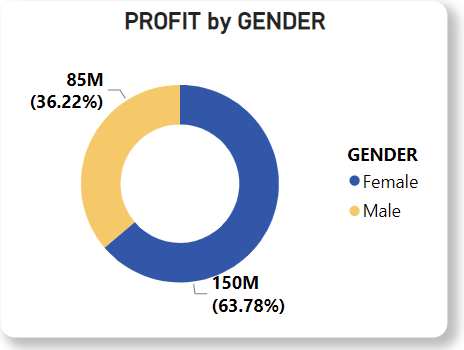 PROFIT by GENDER
85M
(36.22%)
GENDER
Female
Male
150M
(63.78%)